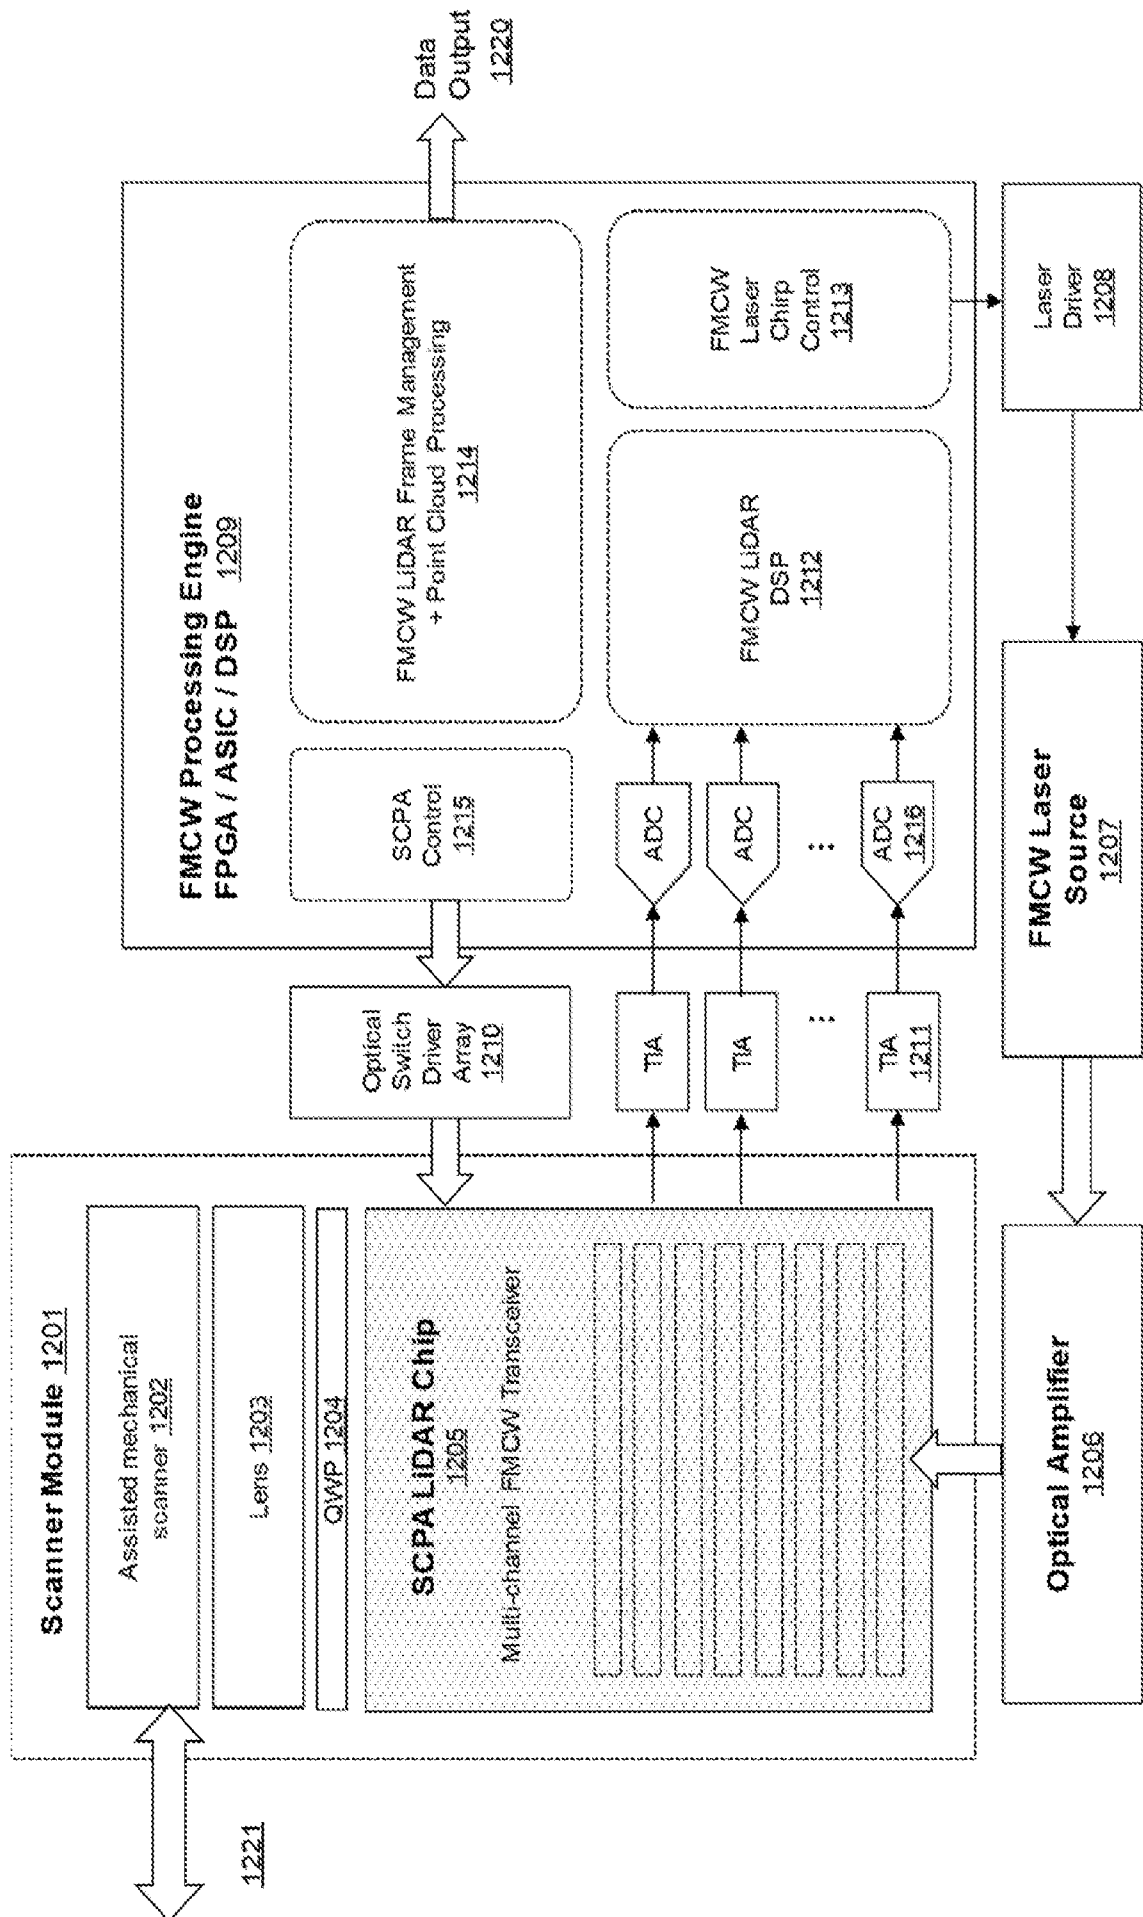 Scanner Module 1201
Assisted mechanical
scanner 1202
Lens 1203
QWP 1204
SCPA LiDAR Chip
1205
Multi-channel FMCW Transceiver
1221
Optical
Switch
Driver
Array
1210
TIA
TIA
...
TIA
1211
FMCW Processing Engine
FPGA / ASIC / DSP 1209
SCPA
Control
1215
FMCW LiDAR Frame Management
+ Point Cloud Processing
1214
ADC
ADC
...
ADC
1216
FMCW LiDAR
DSP
1212
FMCW
Laser
Chirp
Control
1213
Data
Output
1220
Optical Amplifier
1206
FMCW Laser
Source
1207
Laser
Driver
1208